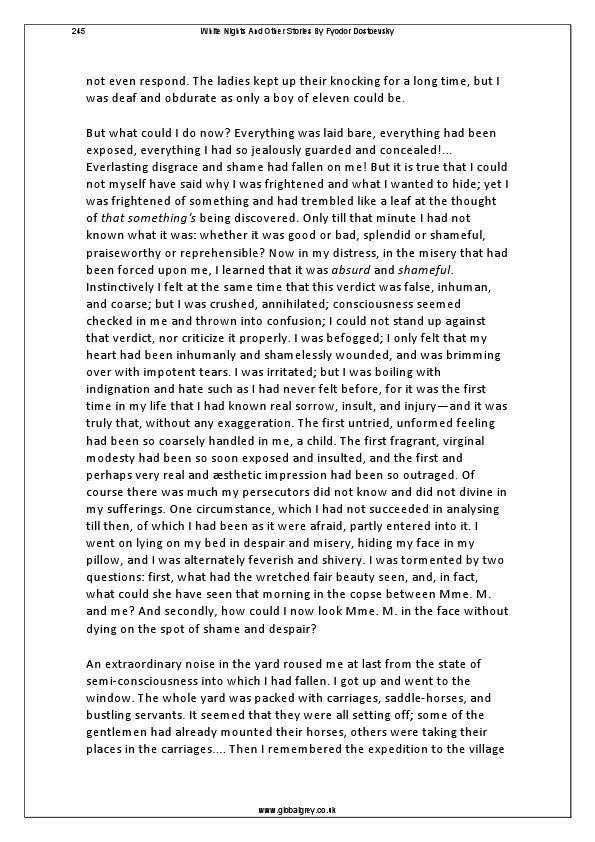 245 White Nights And Other Stories By Fyodor Dostoevsky
not even respond. The ladies kept up their knocking for a long time, but I
was deaf and obdurate as only a boy of eleven could be.
But what could I do now? Everything was laid bare, everything had been
exposed, everything I had so jealously guarded and concealed!...
Everlasting disgrace and shame had fallen on me! But it is true that I could
not myself have said why I was frightened and what I wanted to hide; yet I
was frightened of something and had trembled like a leaf at the thought
of that something's being discovered. Only till that minute I had not
known what it was: whether it was good or bad, splendid or shameful,
praiseworthy or reprehensible? Now in my distress, in the misery that had
been forced upon me, I learned that it was absurd and shameful.
Instinctively I felt at the same time that this verdict was false, inhuman,
and coarse; but I was crushed, annihilated; consciousness seemed
checked in me and thrown into confusion; I could not stand up against
that verdict, nor criticize it properly. I was befogged; I only felt that my
heart had been inhumanly and shamelessly wounded, and was brimming
over with impotent tears. I was irritated; but I was boiling with
indignation and hate such as I had never felt before, for it was the first
time in my life that I had known real sorrow, insult, and injury—and it was
truly that, without any exaggeration. The first untried, unformed feeling
had been so coarsely handled in me, a child. The first fragrant, virginal
modesty had been so soon exposed and insulted, and the first and
perhaps very real and æsthetic impression had been so outraged. Of
course there was much my persecutors did not know and did not divine in
my sufferings. One circumstance, which I had not succeeded in analysing
till then, of which I had been as it were afraid, partly entered into it. I
went on lying on my bed in despair and misery, hiding my face in my
pillow, and I was alternately feverish and shivery. I was tormented by two
questions: first, what had the wretched fair beauty seen, and, in fact,
what could she have seen that morning in the copse between Mme. M.
and me? And secondly, how could I now look Mme. M. in the face without
dying on the spot of shame and despair?
An extraordinary noise in the yard roused me at last from the state of
semi-consciousness into which I had fallen. I got up and went to the
window. The whole yard was packed with carriages, saddle-horses, and
bustling servants. It seemed that they were all setting off; some of the
gentlemen had already mounted their horses, others were taking their
places in the carriages.... Then I remembered the expedition to the village
www.globalgrey.co.uk